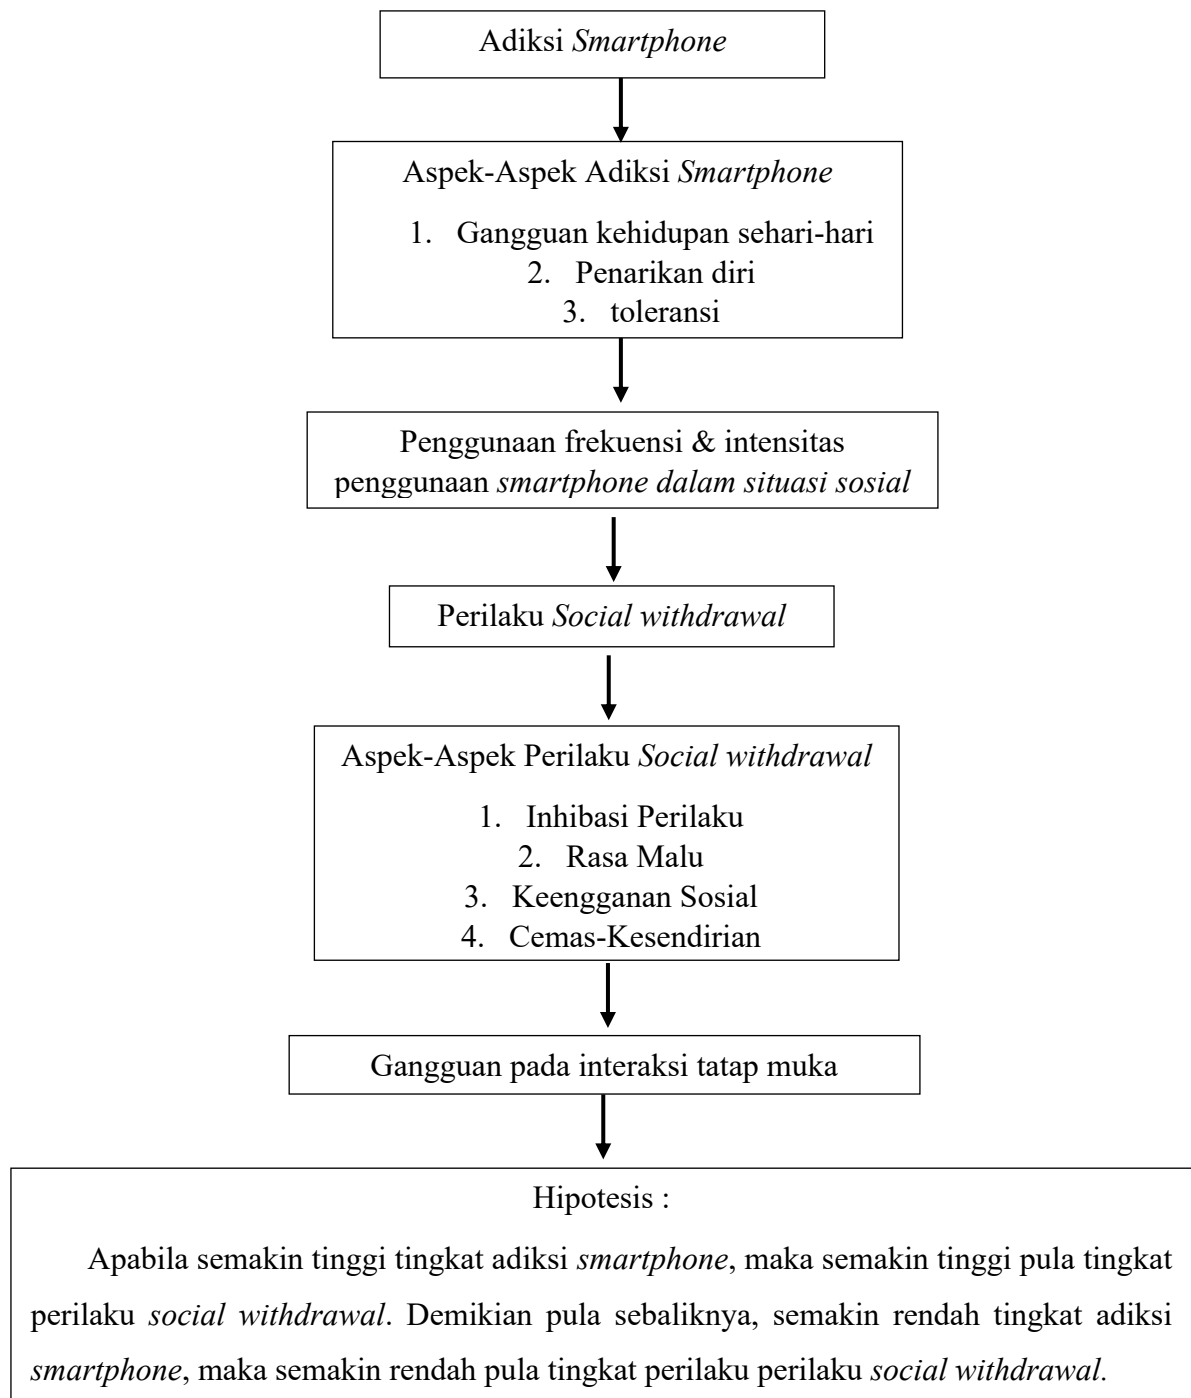 Adiksi Smartphone
Aspek-Aspek Adiksi Smartphone
1. Gangguan kehidupan sehari-hari
2. Penarikan diri
3. toleransi
Penggunaan frekuensi & intensitas
penggunaan smartphone dalam situasi sosial
Perilaku Social withdrawal
Aspek-Aspek Perilaku Social withdrawal
1. Inhibasi Perilaku
2. Rasa Malu
3. Keengganan Sosial
4. Cemas-Kesendirian
Gangguan pada interaksi tatap muka
Hipotesis :
Apabila semakin tinggi tingkat adiksi smartphone, maka semakin tinggi pula tingkat
perilaku social withdrawal. Demikian pula sebaliknya, semakin rendah tingkat adiksi
smartphone, maka semakin rendah pula tingkat perilaku perilaku social withdrawal.